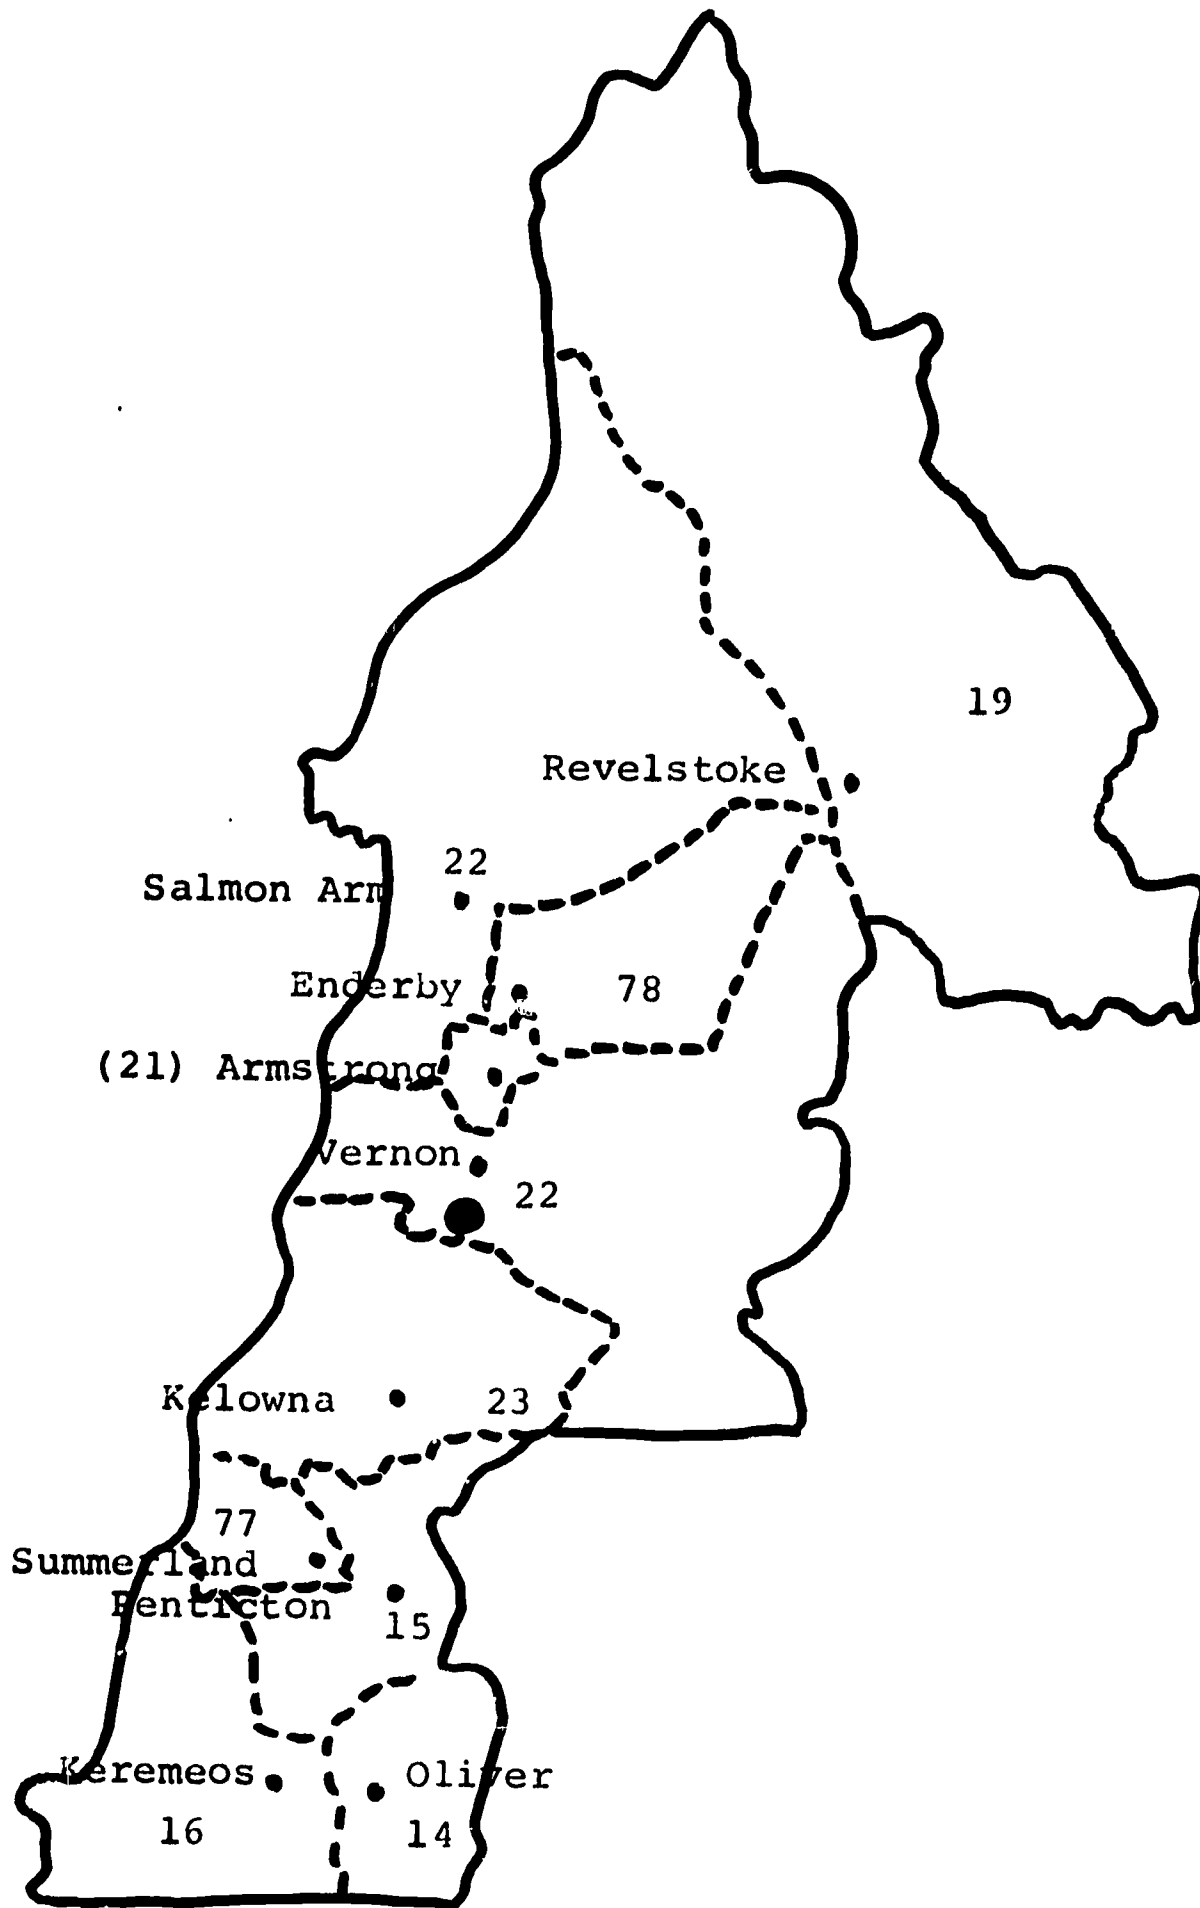 19
Revelstoke
22
Salmon Arm
Enderby
78
(21) Armstrong
Vernon
22
Kelowna
23
77
Summerland
Penticton
15
Keremeos
Oliver
16
14